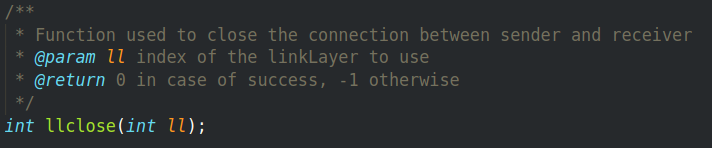 /**
 * Function used to close the connection between sender and receiver
 * @param ll index of the linkLayer to use
 * @return 0 in case of success, -1 otherwise
 */
int llclose(int ll);